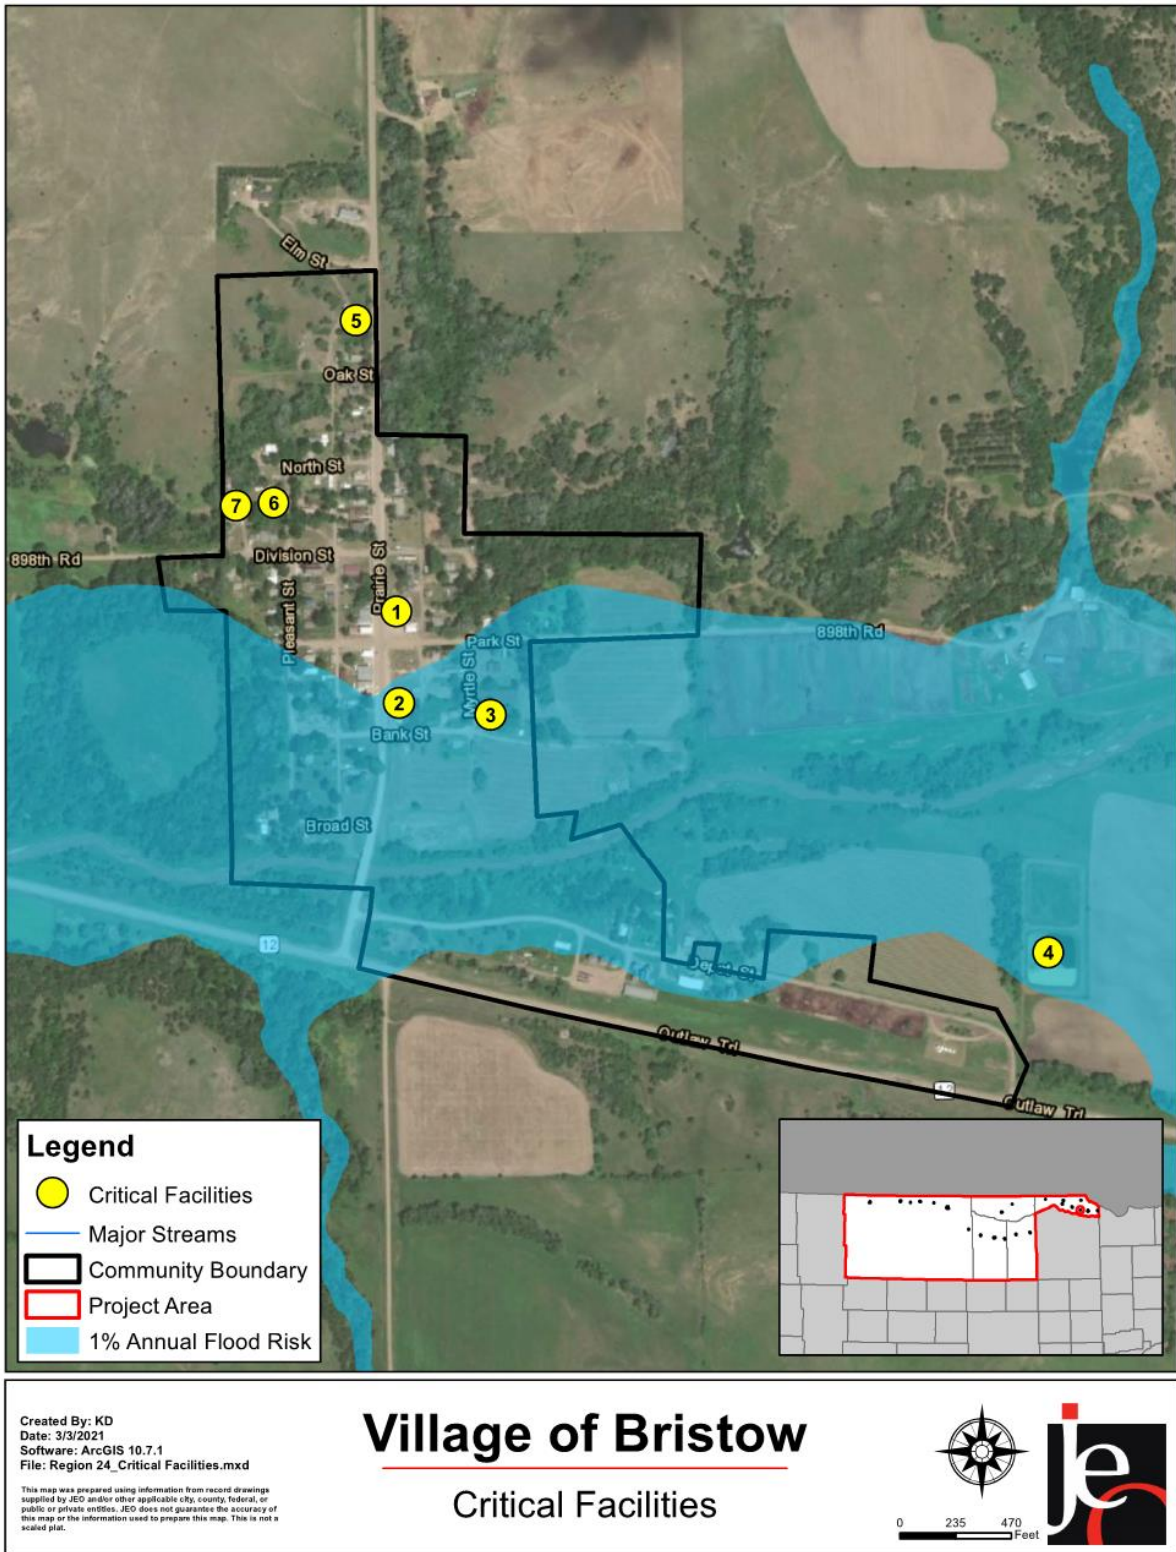 Elm St
5
Oak St
North St
7
6
898th Rd
Division St
Prairie St
Pleasant St
1
Park St
898th Rd
Myrtle St
2
3
Bank St
Broad St
12
4
Depot St
Outlaw Trl
12
Outlaw Trl
Legend
Critical Facilities
Major Streams
Community Boundary
Project Area
1% Annual Flood Risk
Created By: KD
Date: 3/3/2021
Software: ArcGIS 10.7.1
File: Region 24_Critical Facilities.mxd
This map was prepared using information from record drawings
supplied by JEO and/or other applicable city, county, federal, or
public or private entities. JEO does not guarantee the accuracy of
this map or the information used to prepare this map. This is not a
scaled plat.
Village of Bristow
Critical Facilities
0 235 470
Feet
jeo